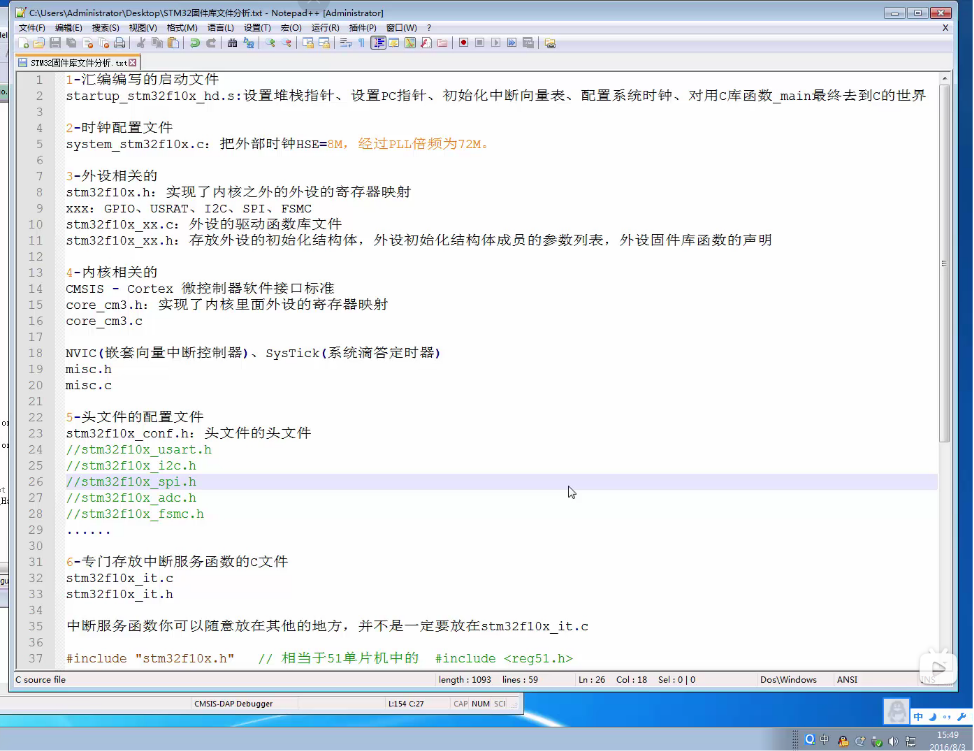 C:\Users\Administrator\Desktop\STM32固件库文件分析.txt - Notepad++ [Administrator]
文件(F) 编辑(E) 搜索(S) 视图(V) 格式(M) 语言(L) 设置(T) 宏(O) 运行(R) 插件(P) 窗口(W) ? X
STM32固件库文件分析.txt
1 1-汇编编写的启动文件
2 startup_stm32f10x_hd.s:设置堆栈指针、设置PC指针、初始化中断向量表、配置系统时钟、对用C库函数_main最终去到C的世界
3
4 2-时钟配置文件
5 system_stm32f10x.c: 把外部时钟HSE=8M，经过PLL倍频为72M。
6
7 3-外设相关的
8 stm32f10x.h: 实现了内核之外的外设的寄存器映射
9 xxx: GPIO、USRAT、I2C、SPI、FSMC
10 stm32f10x_xx.c: 外设的驱动函数库文件
11 stm32f10x_xx.h: 存放外设的初始化结构体，外设初始化结构体成员的参数列表，外设固件库函数的声明
12
13 4-内核相关的
14 CMSIS - Cortex 微控制器软件接口标准
15 core_cm3.h: 实现了内核里面外设的寄存器映射
16 core_cm3.c
17
18 NVIC(嵌套向量中断控制器)、SysTick(系统滴答定时器)
19 misc.h
20 misc.c
21
22 5-头文件的配置文件
23 stm32f10x_conf.h: 头文件的头文件
24 //stm32f10x_usart.h
25 //stm32f10x_i2c.h
26 //stm32f10x_spi.h
27 //stm32f10x_adc.h
28 //stm32f10x_fsmc.h
29 ......
30
31 6-专门存放中断服务函数的C文件
32 stm32f10x_it.c
33 stm32f10x_it.h
34
35 中断服务函数你可以随意放在其他的地方，并不是一定要放在stm32f10x_it.c
36
37 #include "stm32f10x.h" // 相当于51单片机中的 #include <reg51.h>
C source file length : 1093 lines : 59 Ln : 26 Col : 18 Sel : 0 | 0 Dos\Windows ANSI INS
CMSIS-DAP Debugger L:154 C:27 CAP NUM SCRL
中
中
15:49
2016/8/3